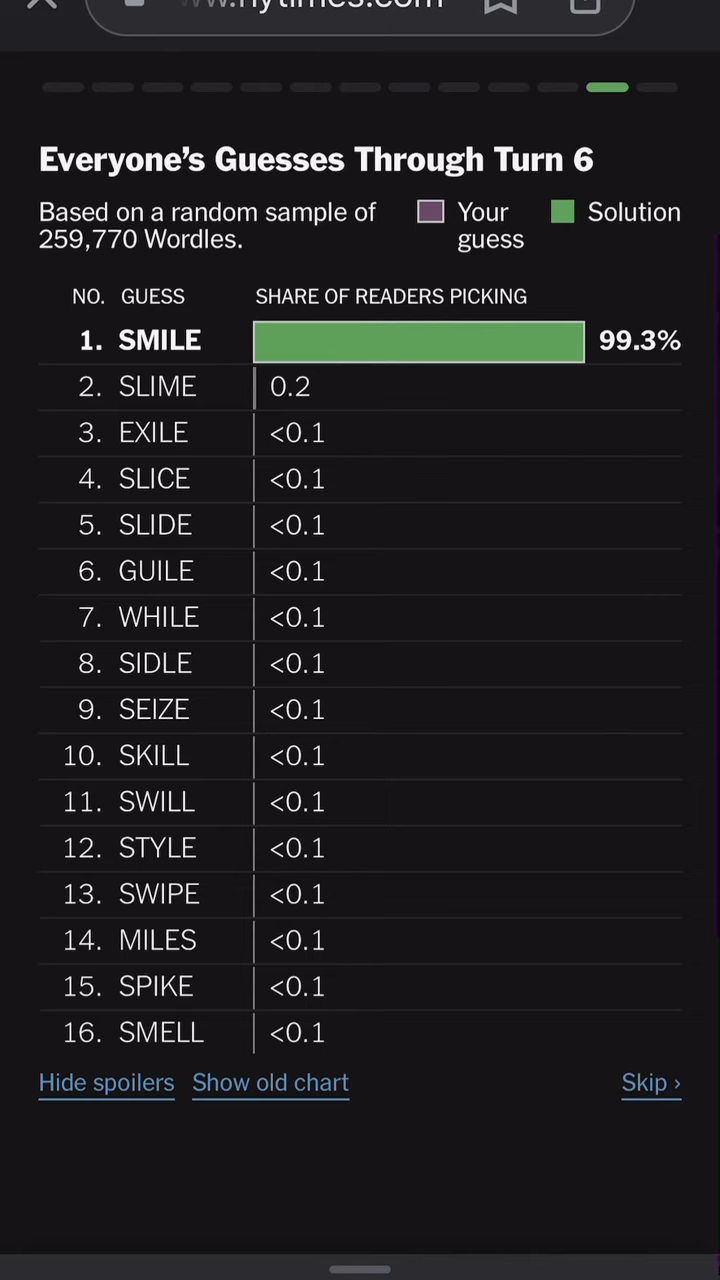 nytimes.com
Everyone's Guesses Through Turn 6
Based on a random sample of
259,770 Wordles.
Your
guess
Solution
NO. GUESS SHARE OF READERS PICKING
1. SMILE 99.3%
2. SLIME 0.2
3. EXILE <0.1
4. SLICE <0.1
5. SLIDE <0.1
6. GUILE <0.1
7. WHILE <0.1
8. SIDLE <0.1
9. SEIZE <0.1
10. SKILL <0.1
11. SWILL <0.1
12. STYLE <0.1
13. SWIPE <0.1
14. MILES <0.1
15. SPIKE <0.1
16. SMELL <0.1
Hide spoilers Show old chart Skip ›